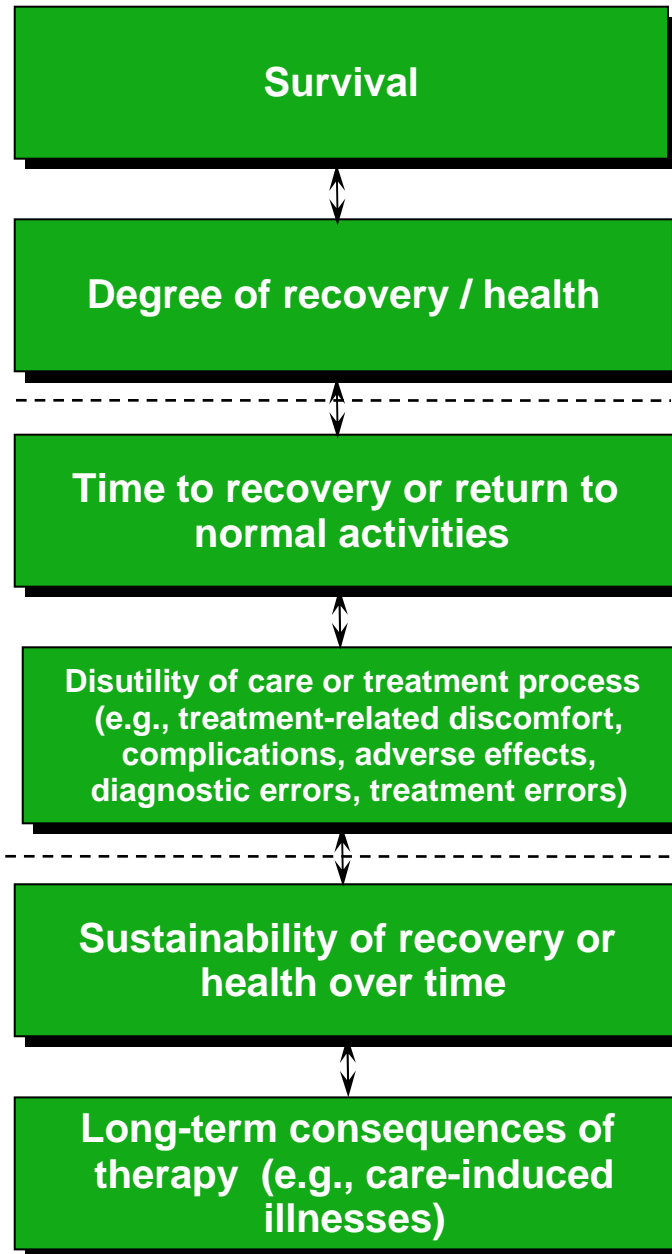 Survival
Degree of recovery / health
Time to recovery or return to
normal activities
Disutility of care or treatment process
(e.g., treatment-related discomfort,
complications, adverse effects,
diagnostic errors, treatment errors)
Sustainability of recovery or
health over time
Long-term consequences of
therapy (e.g., care-induced
illnesses)